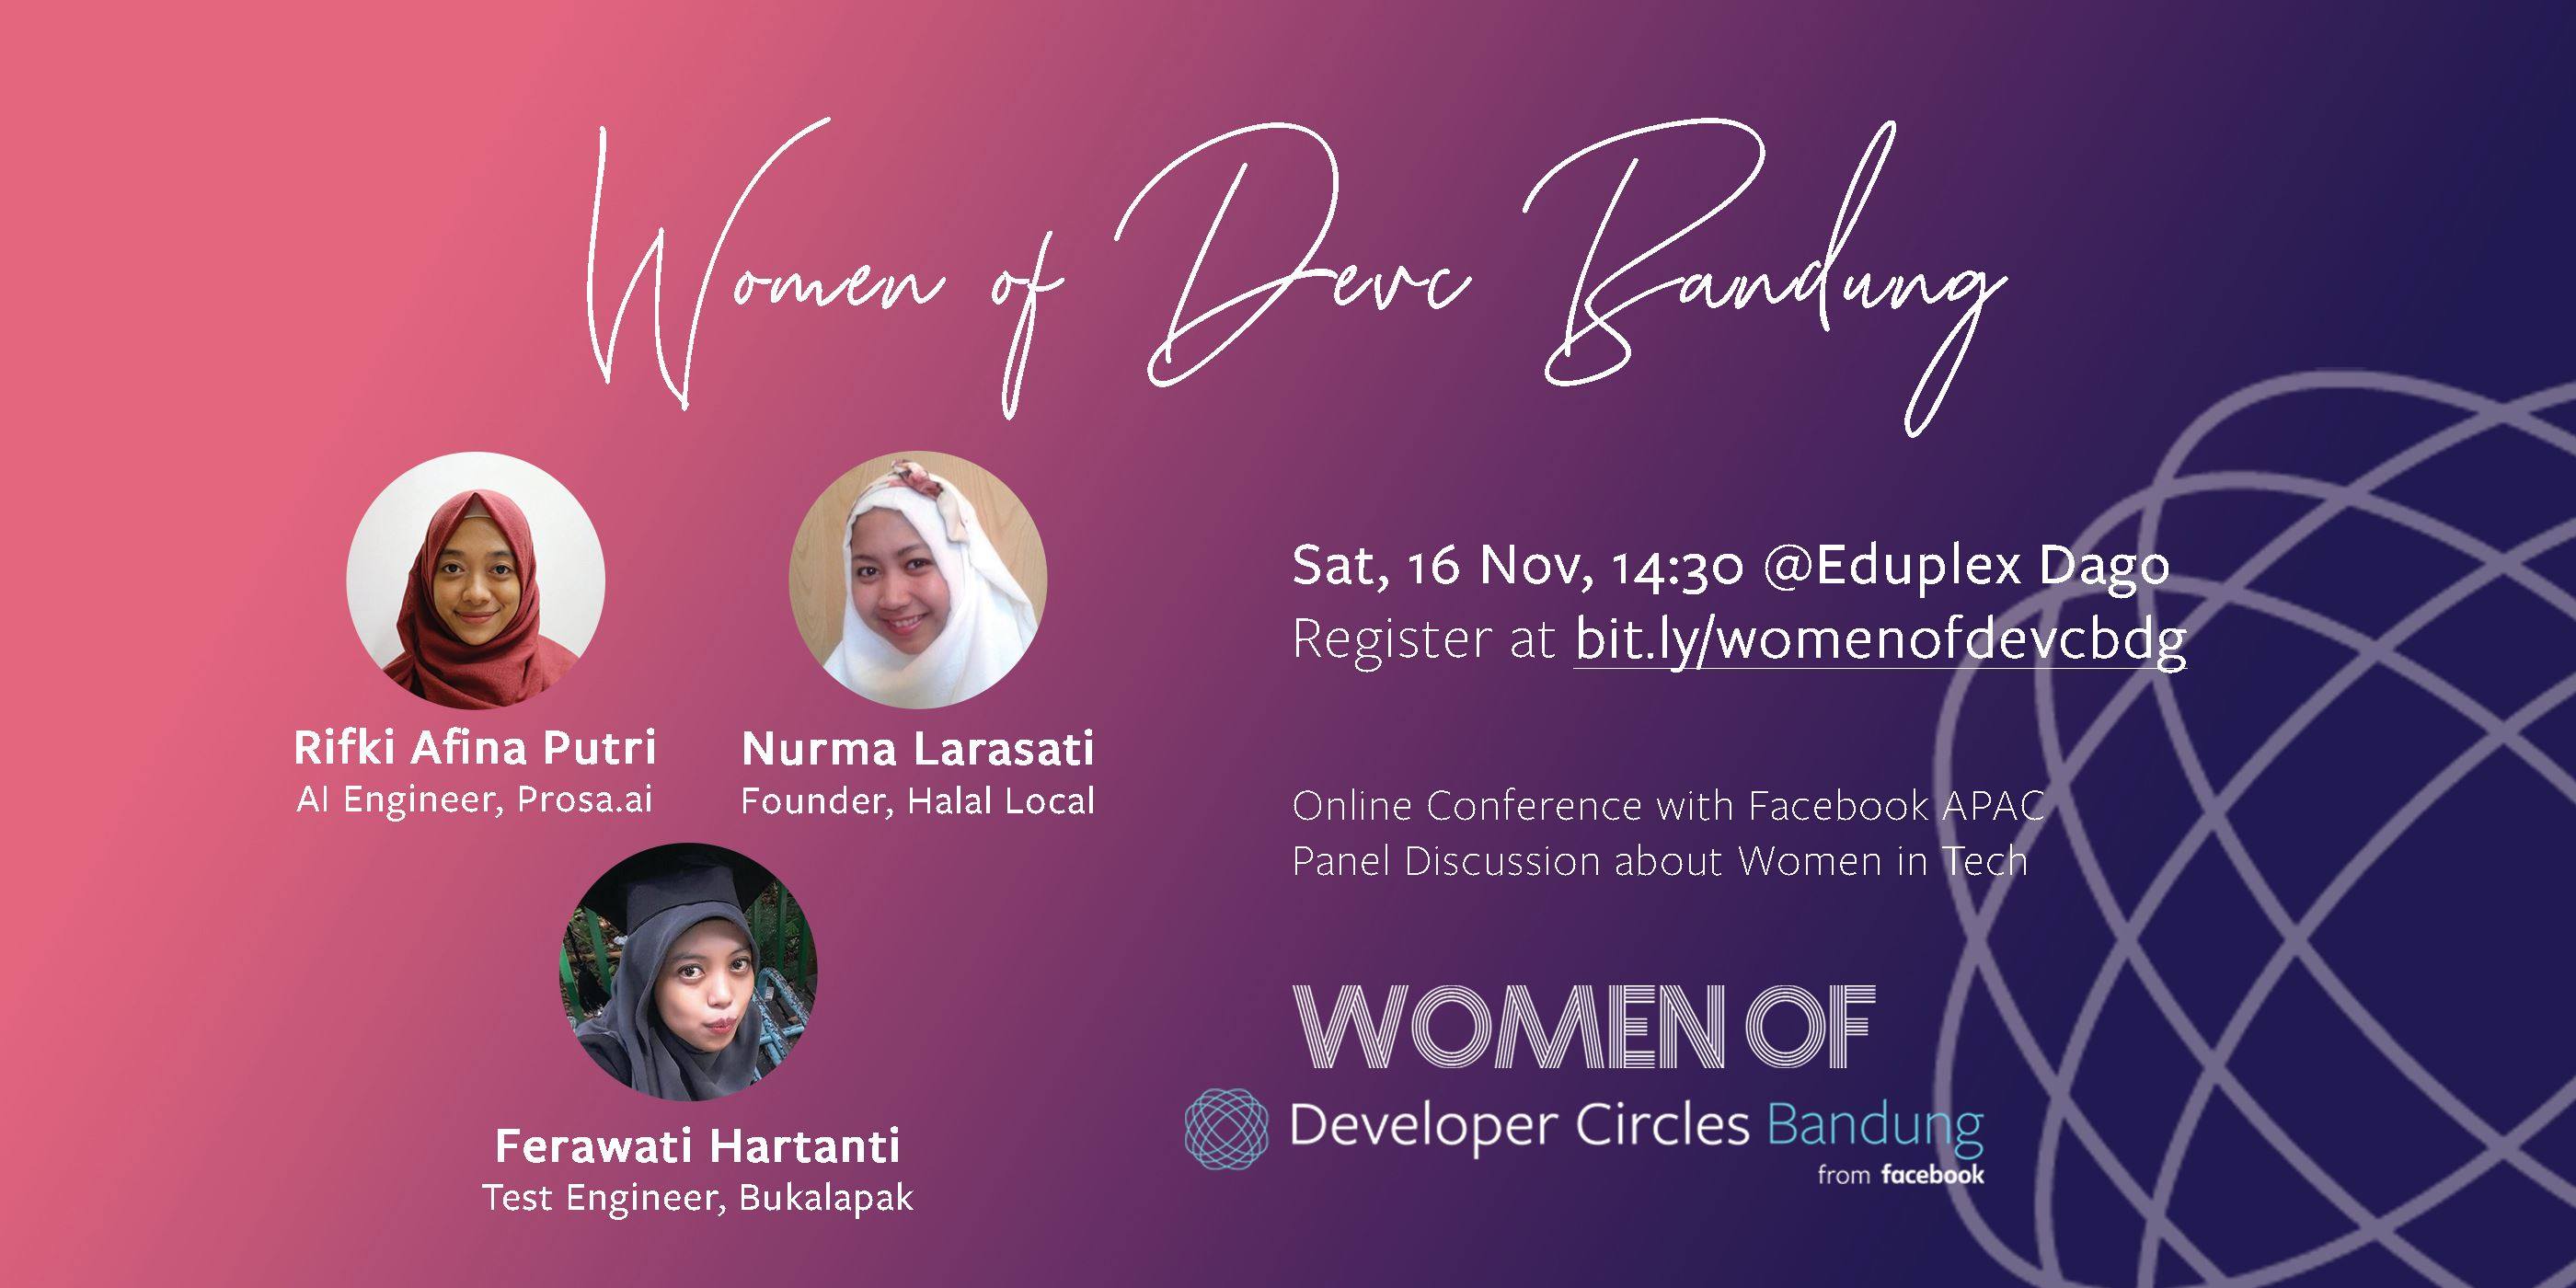 Women of Devc Bandung
Rifki Afina Putri
AI Engineer, Prosa.ai
Nurma Larasati
Founder, Halal Local
Ferawati Hartanti
Test Engineer, Bukalapak
Sat, 16 Nov, 14:30 @Eduplex Dago
Register at bit.ly/womenofdevcbdg
Online Conference with Facebook APAC
Panel Discussion about Women in Tech
WOMEN OF
Developer Circles Bandung
from facebook